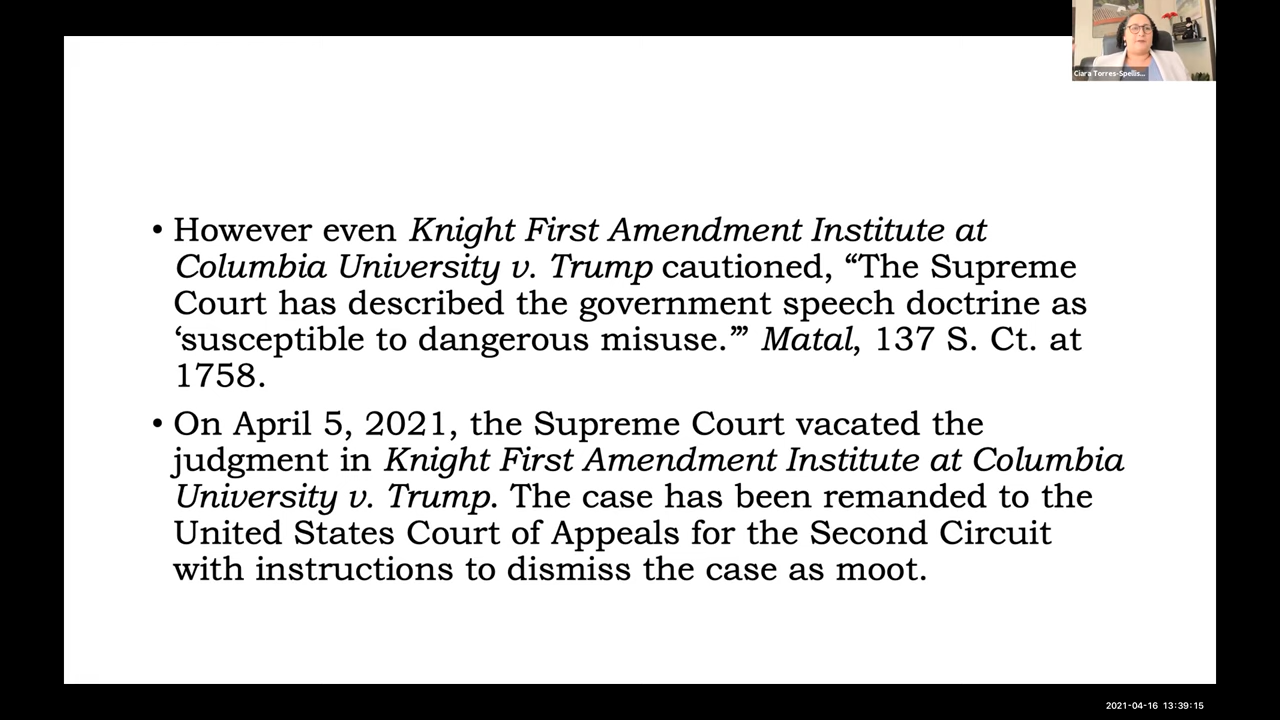 Ciara Torres-Spellis...
• However even Knight First Amendment Institute at
Columbia University v. Trump cautioned, “The Supreme
Court has described the government speech doctrine as
‘susceptible to dangerous misuse.’” Matal, 137 S. Ct. at
1758.
• On April 5, 2021, the Supreme Court vacated the
judgment in Knight First Amendment Institute at Columbia
University v. Trump. The case has been remanded to the
United States Court of Appeals for the Second Circuit
with instructions to dismiss the case as moot.
2021-04-16 13:39:15